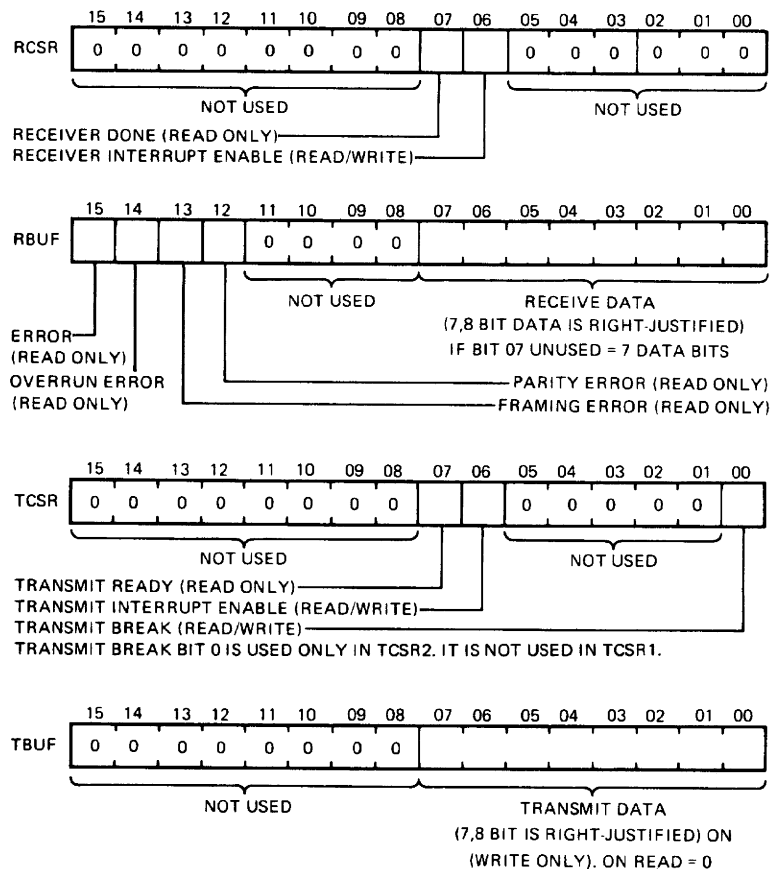 15 14 13 12 11 10 09 08 07 06 05 04 03 02 01 00
RCSR 0 0 0 0 0 0 0 0 0 0 0 0 0 0
NOT USED NOT USED
RECEIVER DONE (READ ONLY)
RECEIVER INTERRUPT ENABLE (READ/WRITE)
15 14 13 12 11 10 09 08 07 06 05 04 03 02 01 00
RBUF 0 0 0 0
NOT USED RECEIVE DATA
(7,8 BIT DATA IS RIGHT-JUSTIFIED)
IF BIT 07 UNUSED = 7 DATA BITS
ERROR
(READ ONLY)
OVERRUN ERROR PARITY ERROR (READ ONLY)
(READ ONLY) FRAMING ERROR (READ ONLY)
15 14 13 12 11 10 09 08 07 06 05 04 03 02 01 00
TCSR 0 0 0 0 0 0 0 0 0 0 0 0 0
NOT USED NOT USED
TRANSMIT READY (READ ONLY)
TRANSMIT INTERRUPT ENABLE (READ/WRITE)
TRANSMIT BREAK (READ/WRITE)
TRANSMIT BREAK BIT 0 IS USED ONLY IN TCSR2. IT IS NOT USED IN TCSR1.
15 14 13 12 11 10 09 08 07 06 05 04 03 02 01 00
TBUF 0 0 0 0 0 0 0 0
NOT USED TRANSMIT DATA
(7,8 BIT IS RIGHT-JUSTIFIED) ON
(WRITE ONLY). ON READ = 0